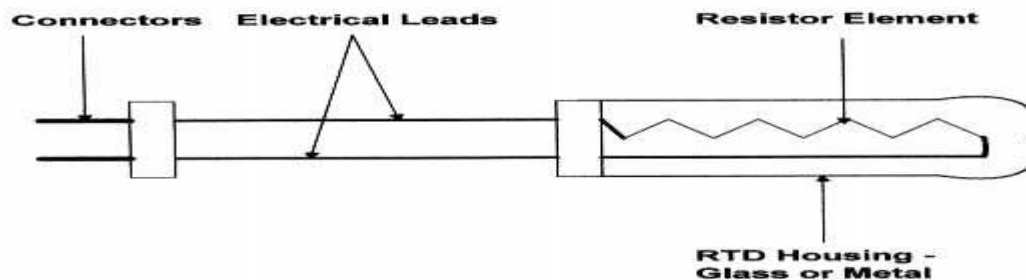 Connectors
Electrical Leads
Resistor Element
RTD Housing -
Glass or Metal